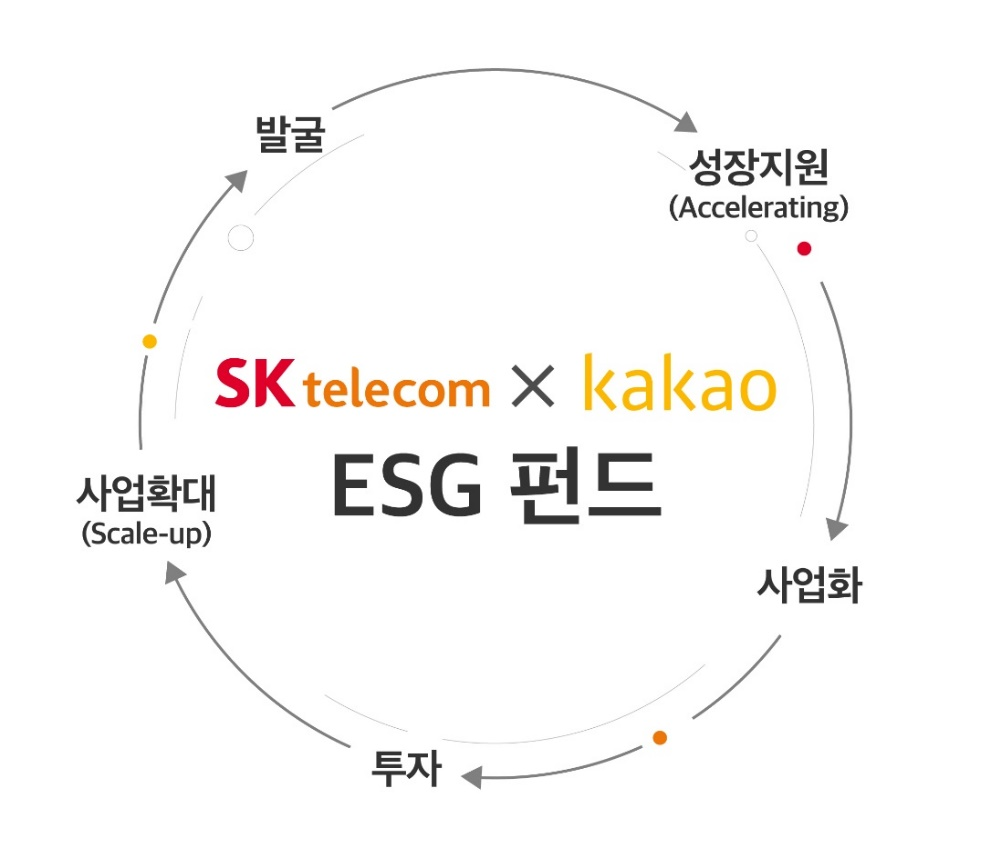 발굴
성장지원
(Accelerating)
SK telecom × kakao
ESG 펀드
사업확대
(Scale-up)
사업화
투자